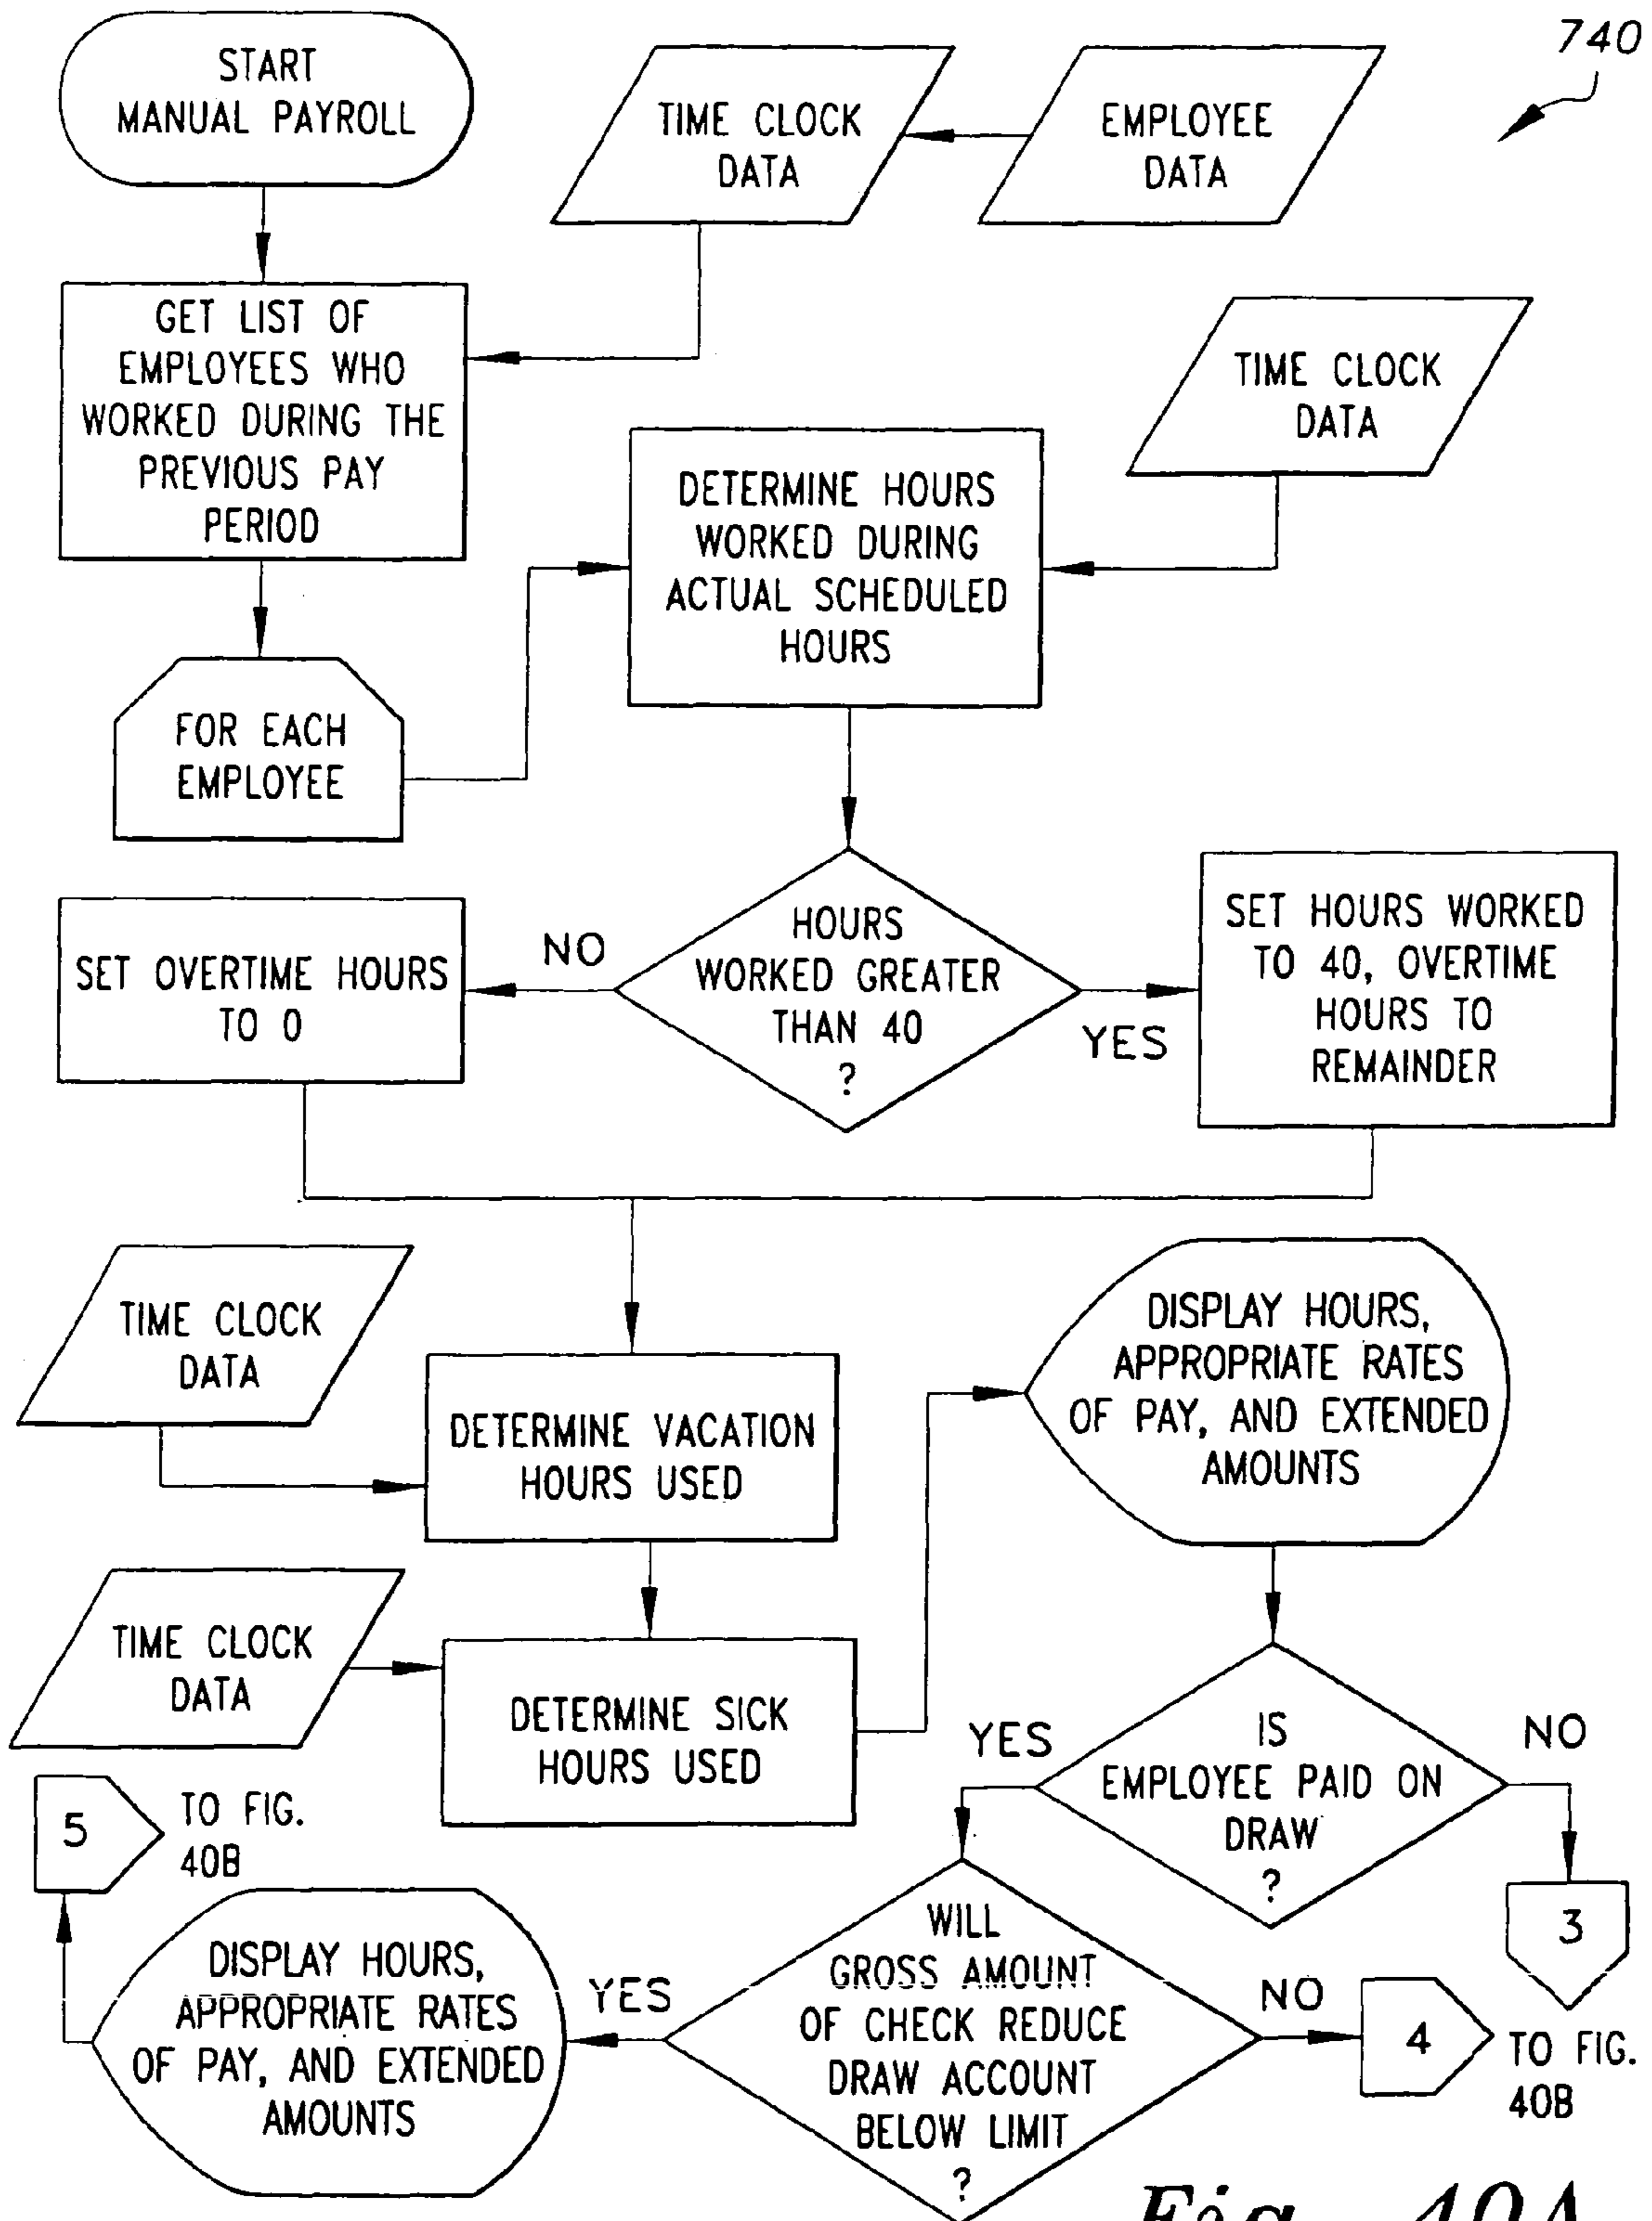 740
START
MANUAL PAYROLL
TIME CLOCK
DATA
EMPLOYEE
DATA
GET LIST OF
EMPLOYEES WHO
WORKED DURING THE
PREVIOUS PAY
PERIOD
TIME CLOCK
DATA
DETERMINE HOURS
WORKED DURING
ACTUAL SCHEDULED
HOURS
FOR EACH
EMPLOYEE
HOURS
WORKED GREATER
THAN 40
?
NO
YES
SET OVERTIME HOURS
TO 0
SET HOURS WORKED
TO 40, OVERTIME
HOURS TO
REMAINDER
TIME CLOCK
DATA
DETERMINE VACATION
HOURS USED
TIME CLOCK
DATA
DETERMINE SICK
HOURS USED
DISPLAY HOURS,
APPROPRIATE RATES
OF PAY, AND EXTENDED
AMOUNTS
IS
EMPLOYEE PAID ON
DRAW
?
YES
NO
3
WILL
GROSS AMOUNT
OF CHECK REDUCE
DRAW ACCOUNT
BELOW LIMIT
?
YES
NO
4
TO FIG.
40B
DISPLAY HOURS,
APPROPRIATE RATES
OF PAY, AND EXTENDED
AMOUNTS
5
TO FIG.
40B
Fig. 40A